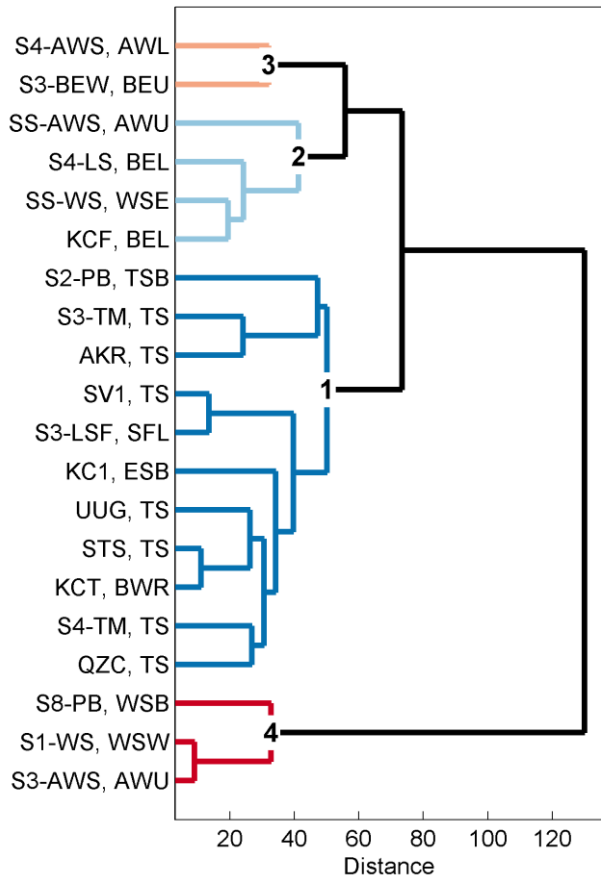 S4-AWS, AWL
3
S3-BEW, BEU
SS-AWS, AWU
2
S4-LS, BEL
SS-WS, WSE
KCF, BEL
S2-PB, TSB
S3-TM, TS
AKR, TS
1
SV1, TS
S3-LSF, SFL
KC1, ESB
UUG, TS
STS, TS
KCT, BWR
S4-TM, TS
QZC, TS
S8-PB, WSB
4
S1-WS, WSW
S3-AWS, AWU
20 40 60 80 100 120
Distance